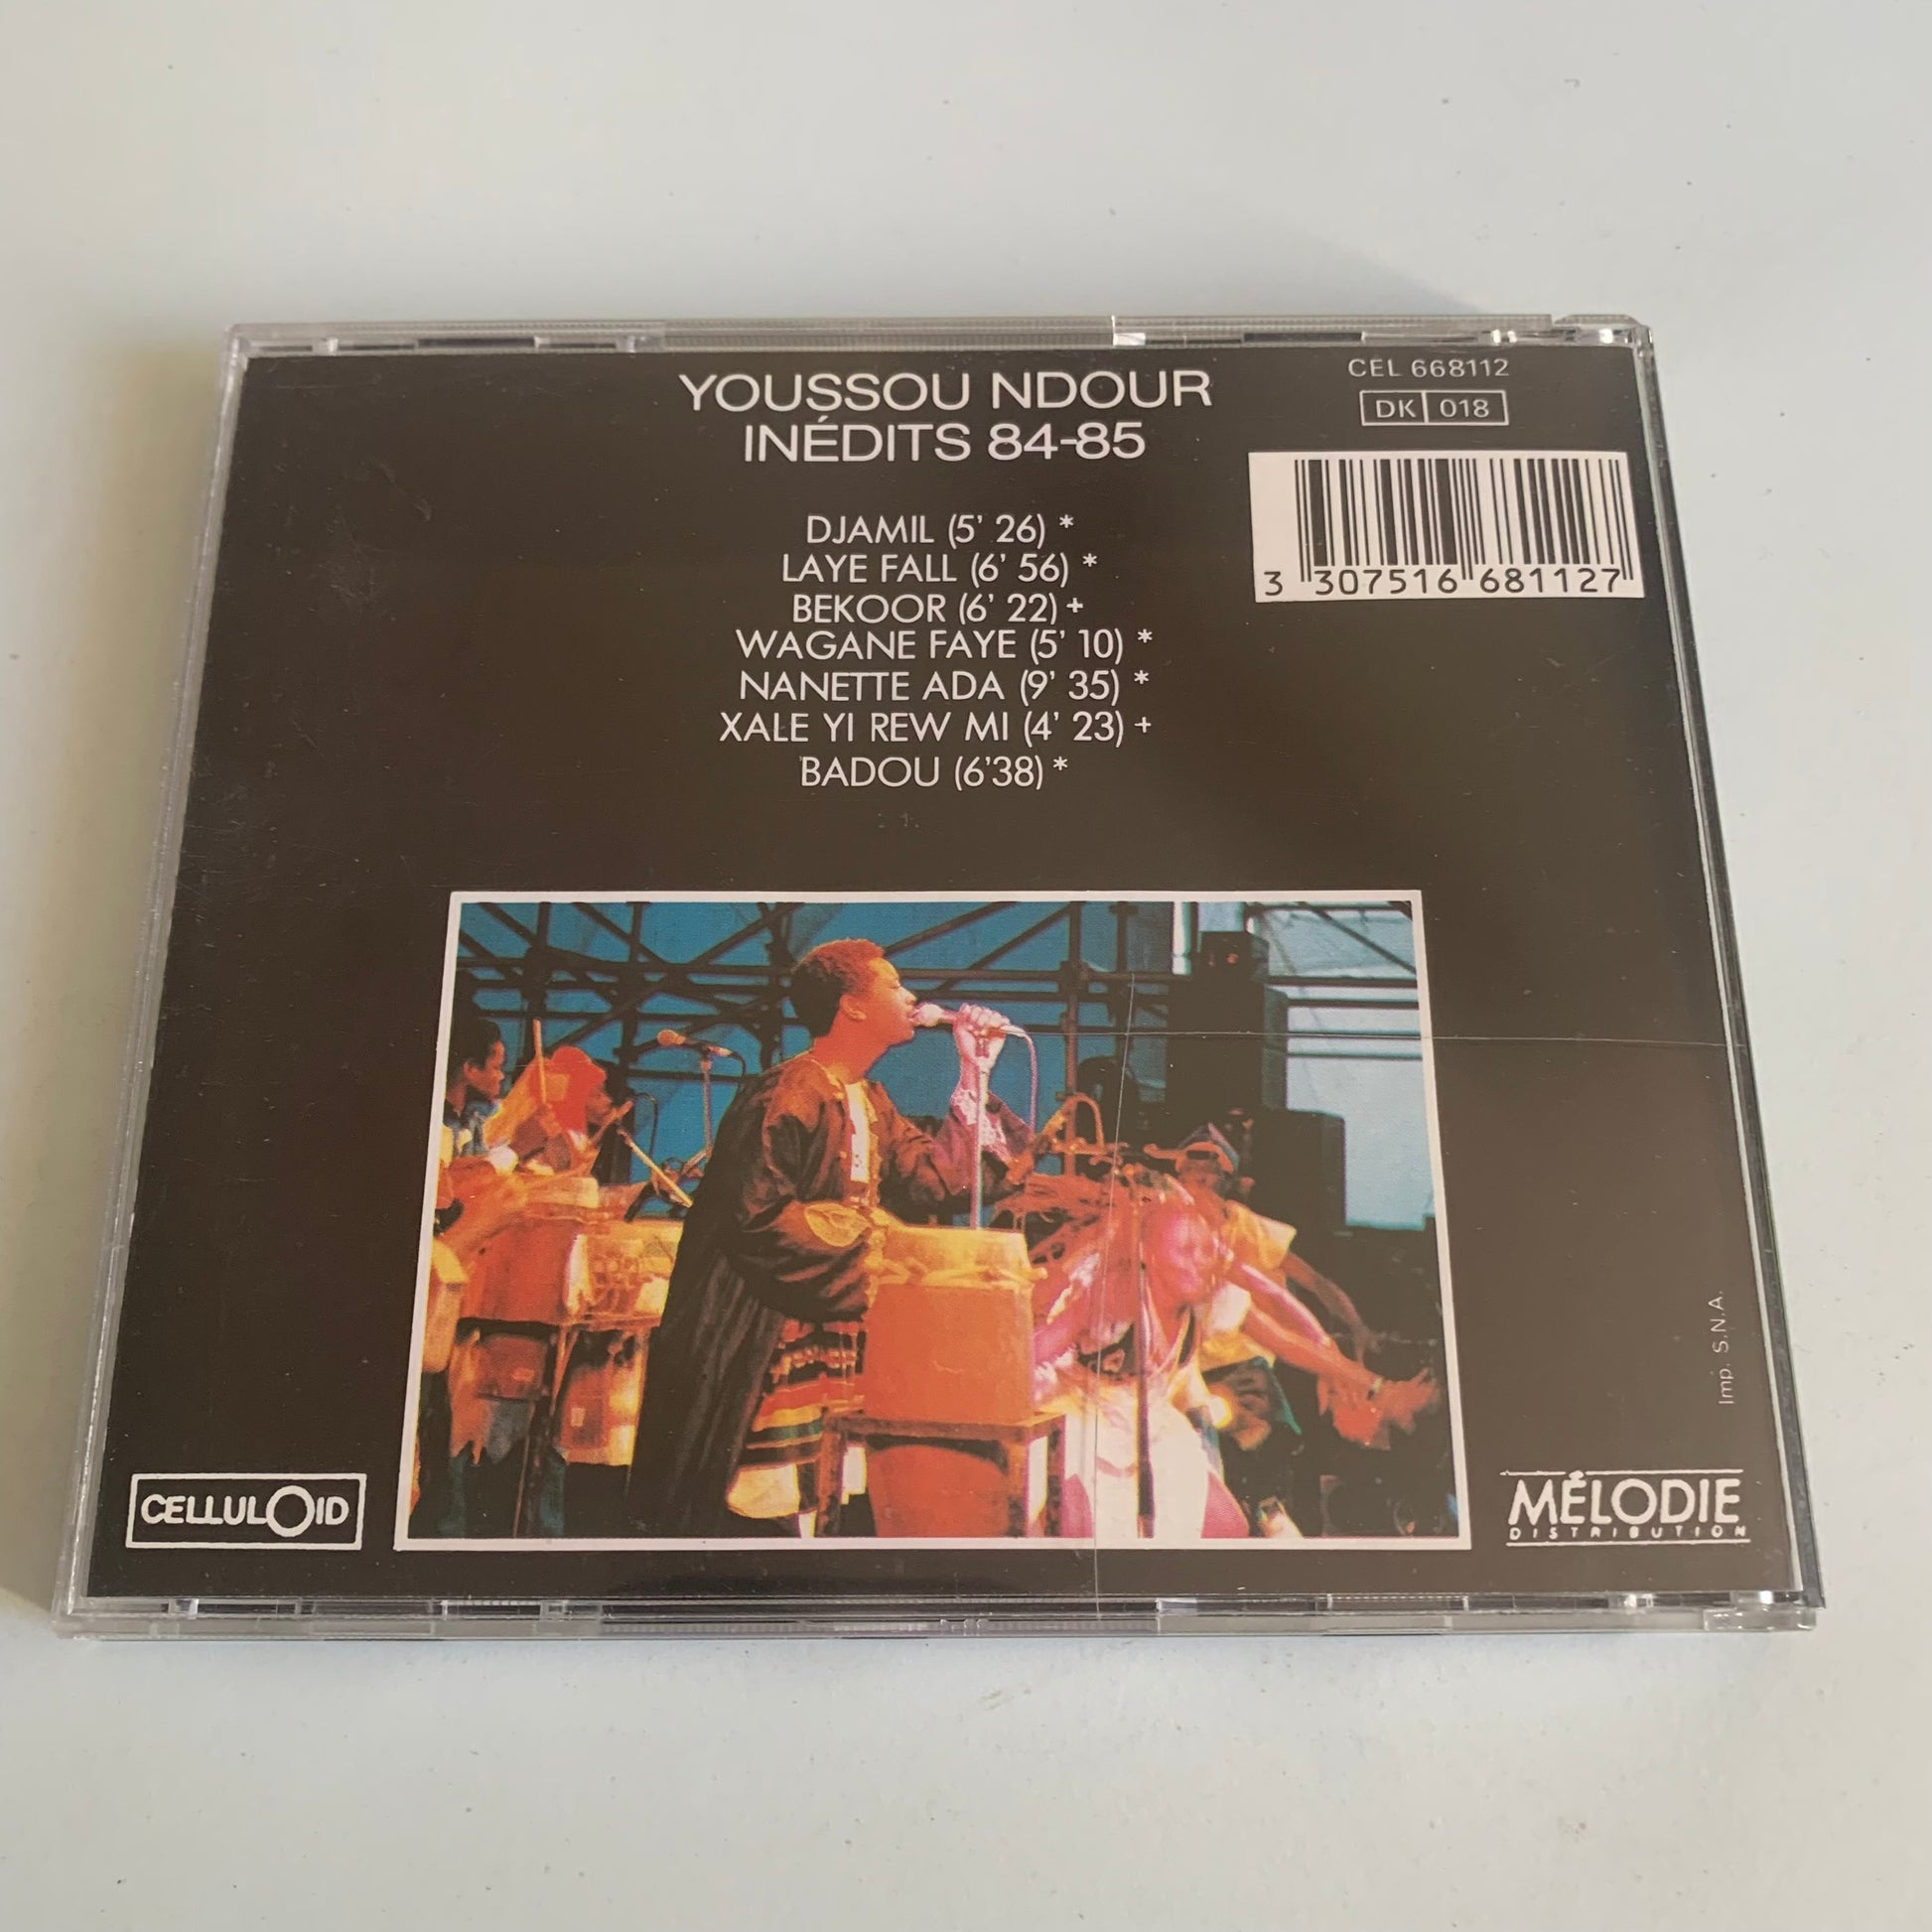 YOUSSOU NDOUR
INÉDITS 84-85
CEL 668112
DK 018
3 307516 681127
DJAMIL (5' 26) *
LAYE FALL (6' 56) *
BEKOOR (6' 22) +
WAGANE FAYE (5' 10) *
NANETTE ADA (9' 35) *
XALE YI REW MI (4' 23) +
BADOU (6'38) *
Imp. S.N.A.
CELLULOID
MÉLODIE
DISTRIBUTION